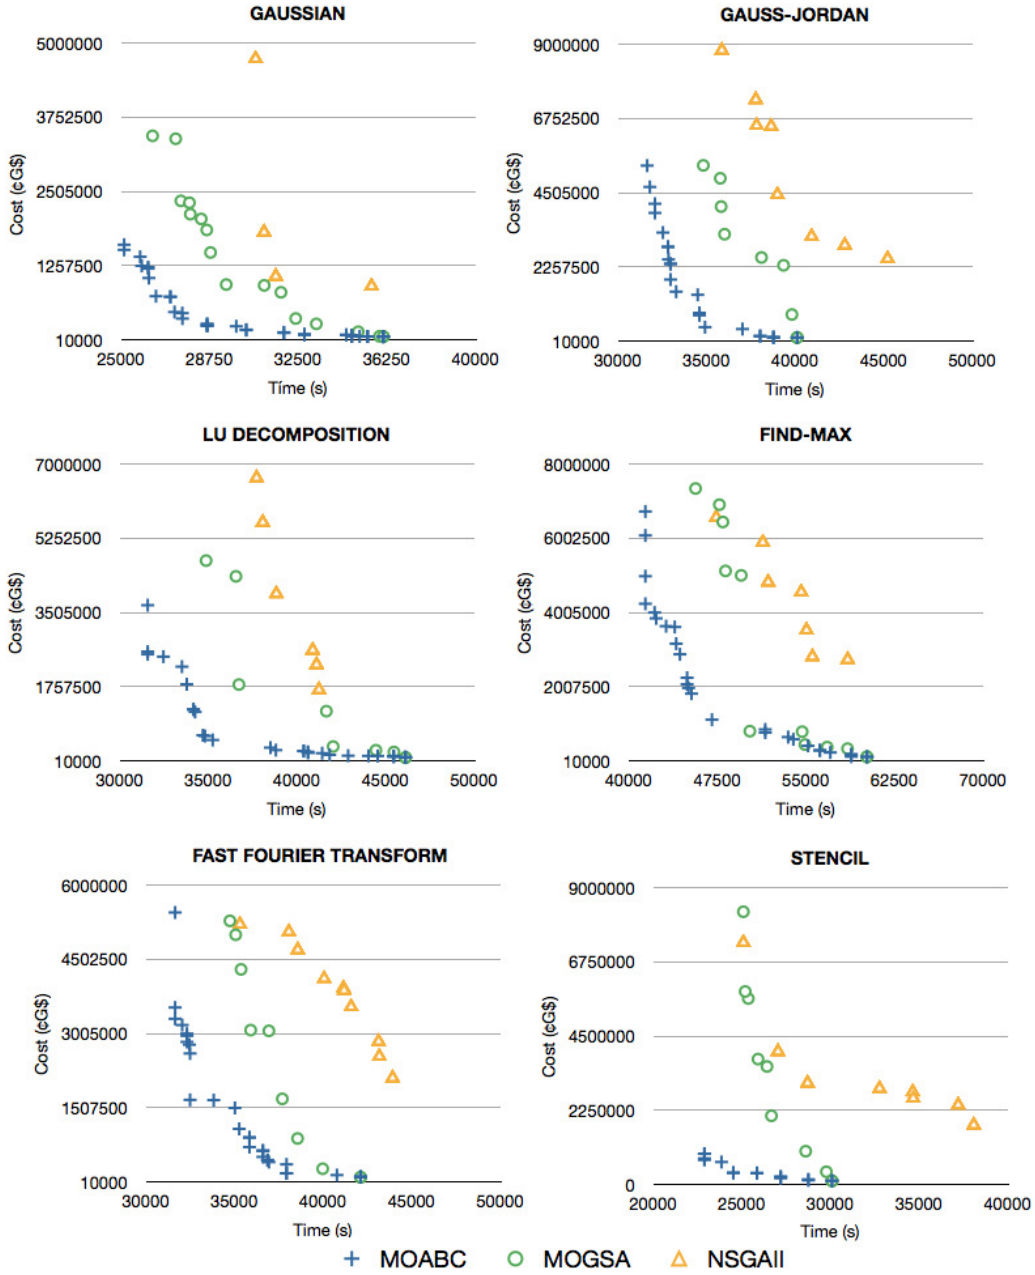 GAUSSIAN
5000000
3752500
2505000
1257500
10000
Cost (¢G$)
25000 28750 32500 36250 40000
Time (s)
GAUSS-JORDAN
9000000
6752500
4505000
2257500
10000
Cost (¢G$)
30000 35000 40000 45000 50000
Time (s)
LU DECOMPOSITION
7000000
5252500
3505000
1757500
10000
Cost (¢G$)
30000 35000 40000 45000 50000
Time (s)
FIND-MAX
8000000
6002500
4005000
2007500
10000
Cost (¢G$)
40000 47500 55000 62500 70000
Time (s)
FAST FOURIER TRANSFORM
6000000
4502500
3005000
1507500
10000
Cost (¢G$)
30000 35000 40000 45000 50000
Time (s)
STENCIL
9000000
6750000
4500000
2250000
0
Cost (¢G$)
20000 25000 30000 35000 40000
Time (s)
MOABC MOGSA NSGAII